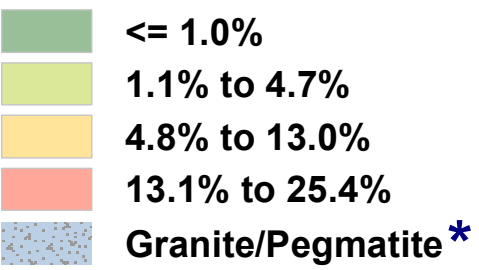 <= 1.0%
1.1% to 4.7%
4.8% to 13.0%
13.1% to 25.4%
Granite/Pegmatite*